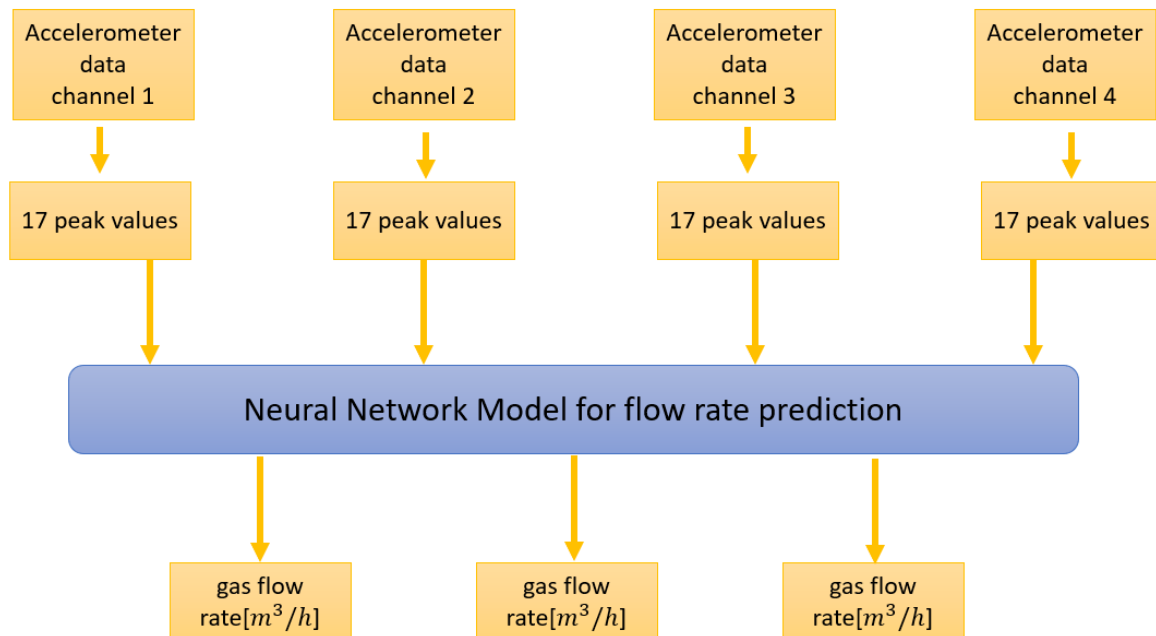 Accelerometer
data
channel 1
Accelerometer
data
channel 2
Accelerometer
data
channel 3
Accelerometer
data
channel 4
17 peak values
17 peak values
17 peak values
17 peak values
Neural Network Model for flow rate prediction
gas flow
rate[m³/h]
gas flow
rate[m³/h]
gas flow
rate[m³/h]